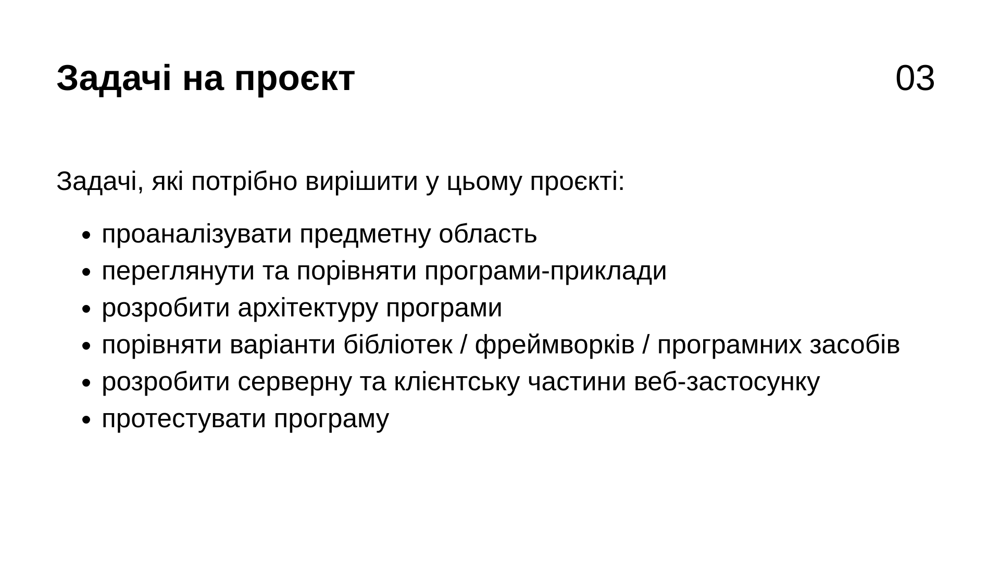 Задачі на проєкт
03
Задачі, які потрібно вирішити у цьому проєкті:
• проаналізувати предметну область
• переглянути та порівняти програми-приклади
• розробити архітектуру програми
• порівняти варіанти бібліотек / фреймворків / програмних засобів
• розробити серверну та клієнтську частини веб-застосунку
• протестувати програму